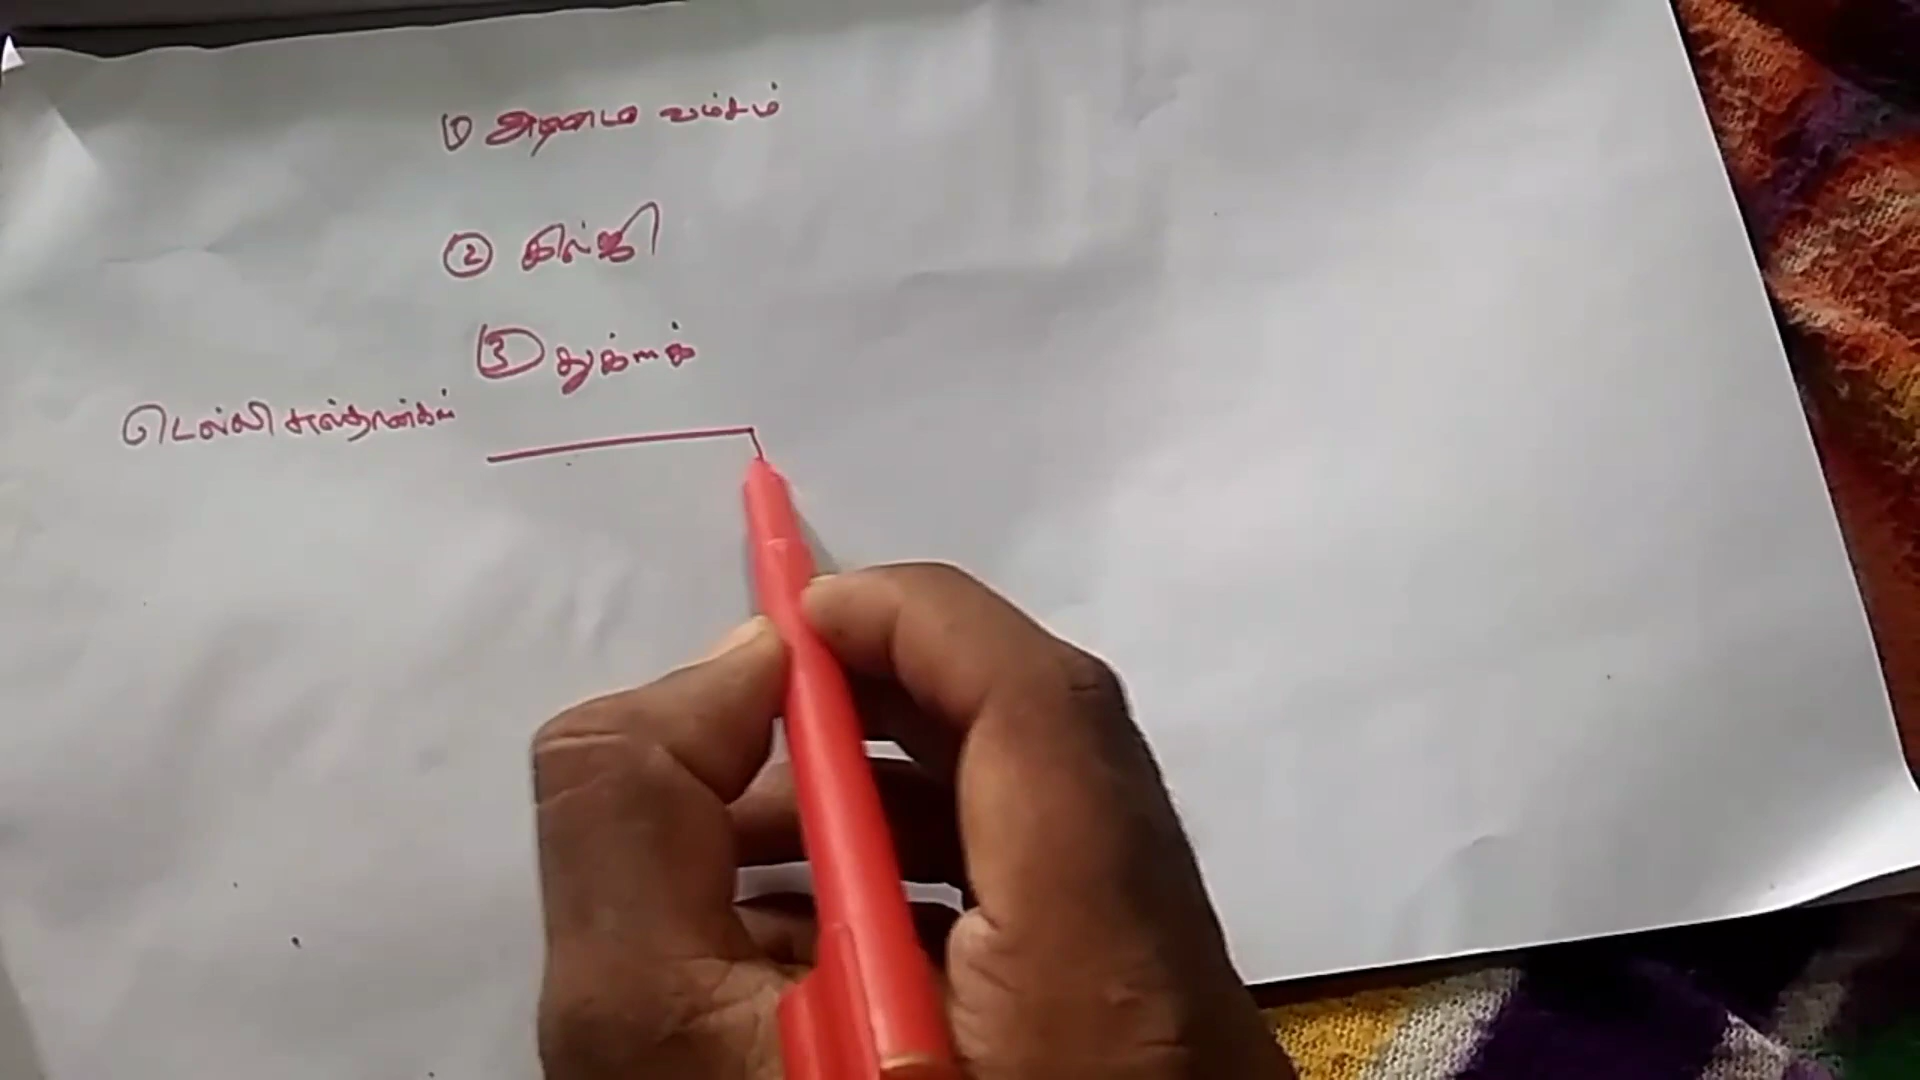 ① அடிமை வம்சம்
② கில்ஜி
③ துக்ளக்
டெல்லி சுல்தான்கள்